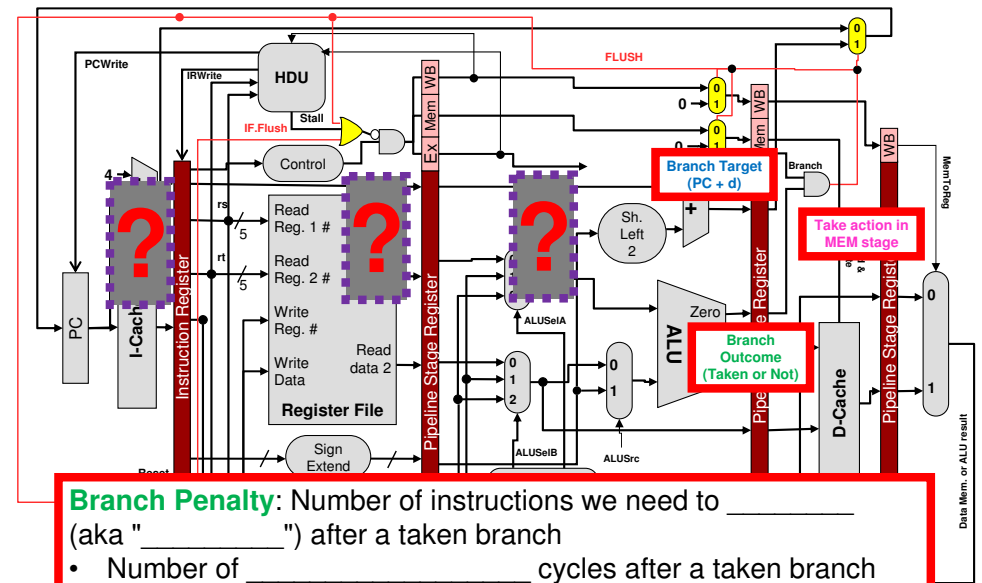 0
1
FLUSH
PCWrite
IRWrite
HDU
Stall
IF.Flush
WB
Mem
Ex
0
1
0
0
1
0
WB
Mem
WB
MemToReg
Control
4
Branch Target
(PC + d)
Branch
Take action in
MEM stage
rs
5
rt
5
Read
Reg. 1 #
Read
Reg. 2 #
Write
Reg. #
Write
Data
Read
data 2
Register File
?
?
?
Sh.
Left
2
+
PC
I-Cach
Instruction Register
Pipeline Stage Register
ALUSelA
Zero
ALU
Branch
Outcome
(Taken or Not)
0
1
2
0
1
ALUSelB
ALUSrc
D-Cache
Pipeline Stage Register
0
1
Data Mem. or ALU result
Sign
Extend
Branch Penalty: Number of instructions we need to _________
(aka "__________") after a taken branch
• Number of ____________________ cycles after a taken branch